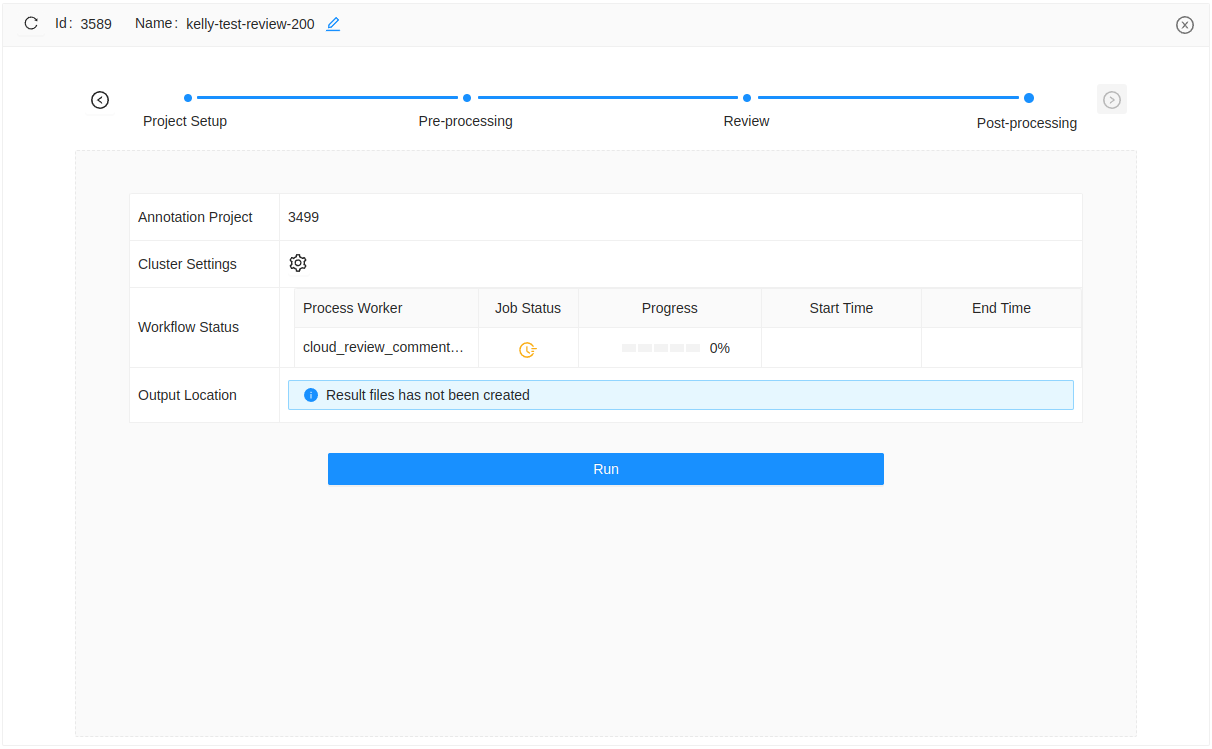 Id: 3589 Name: kelly-test-review-200
Project Setup Pre-processing Review Post-processing
Annotation Project 3499
Cluster Settings
Workflow Status
Process Worker Job Status Progress Start Time End Time
cloud_review_comment… 0%
Output Location Result files has not been created
Run